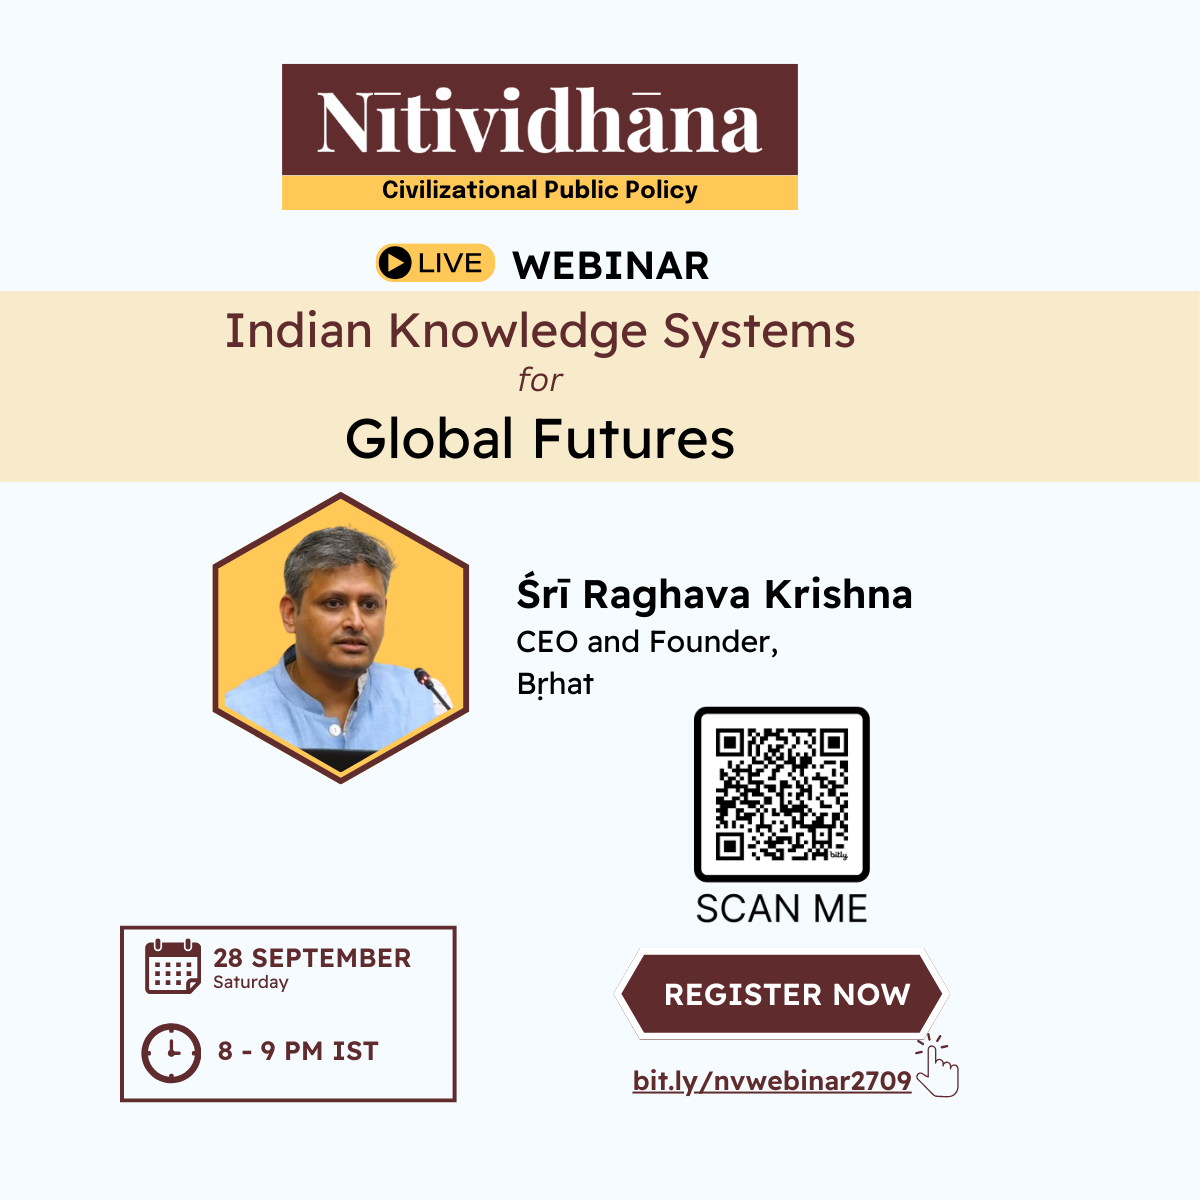 Nītividhāna
Civilizational Public Policy
LIVE WEBINAR
Indian Knowledge Systems
for
Global Futures
Śrī Raghava Krishna
CEO and Founder,
Bṛhat
bitly
SCAN ME
28 SEPTEMBER
Saturday
8 - 9 PM IST
REGISTER NOW
bit.ly/nvwebinar2709